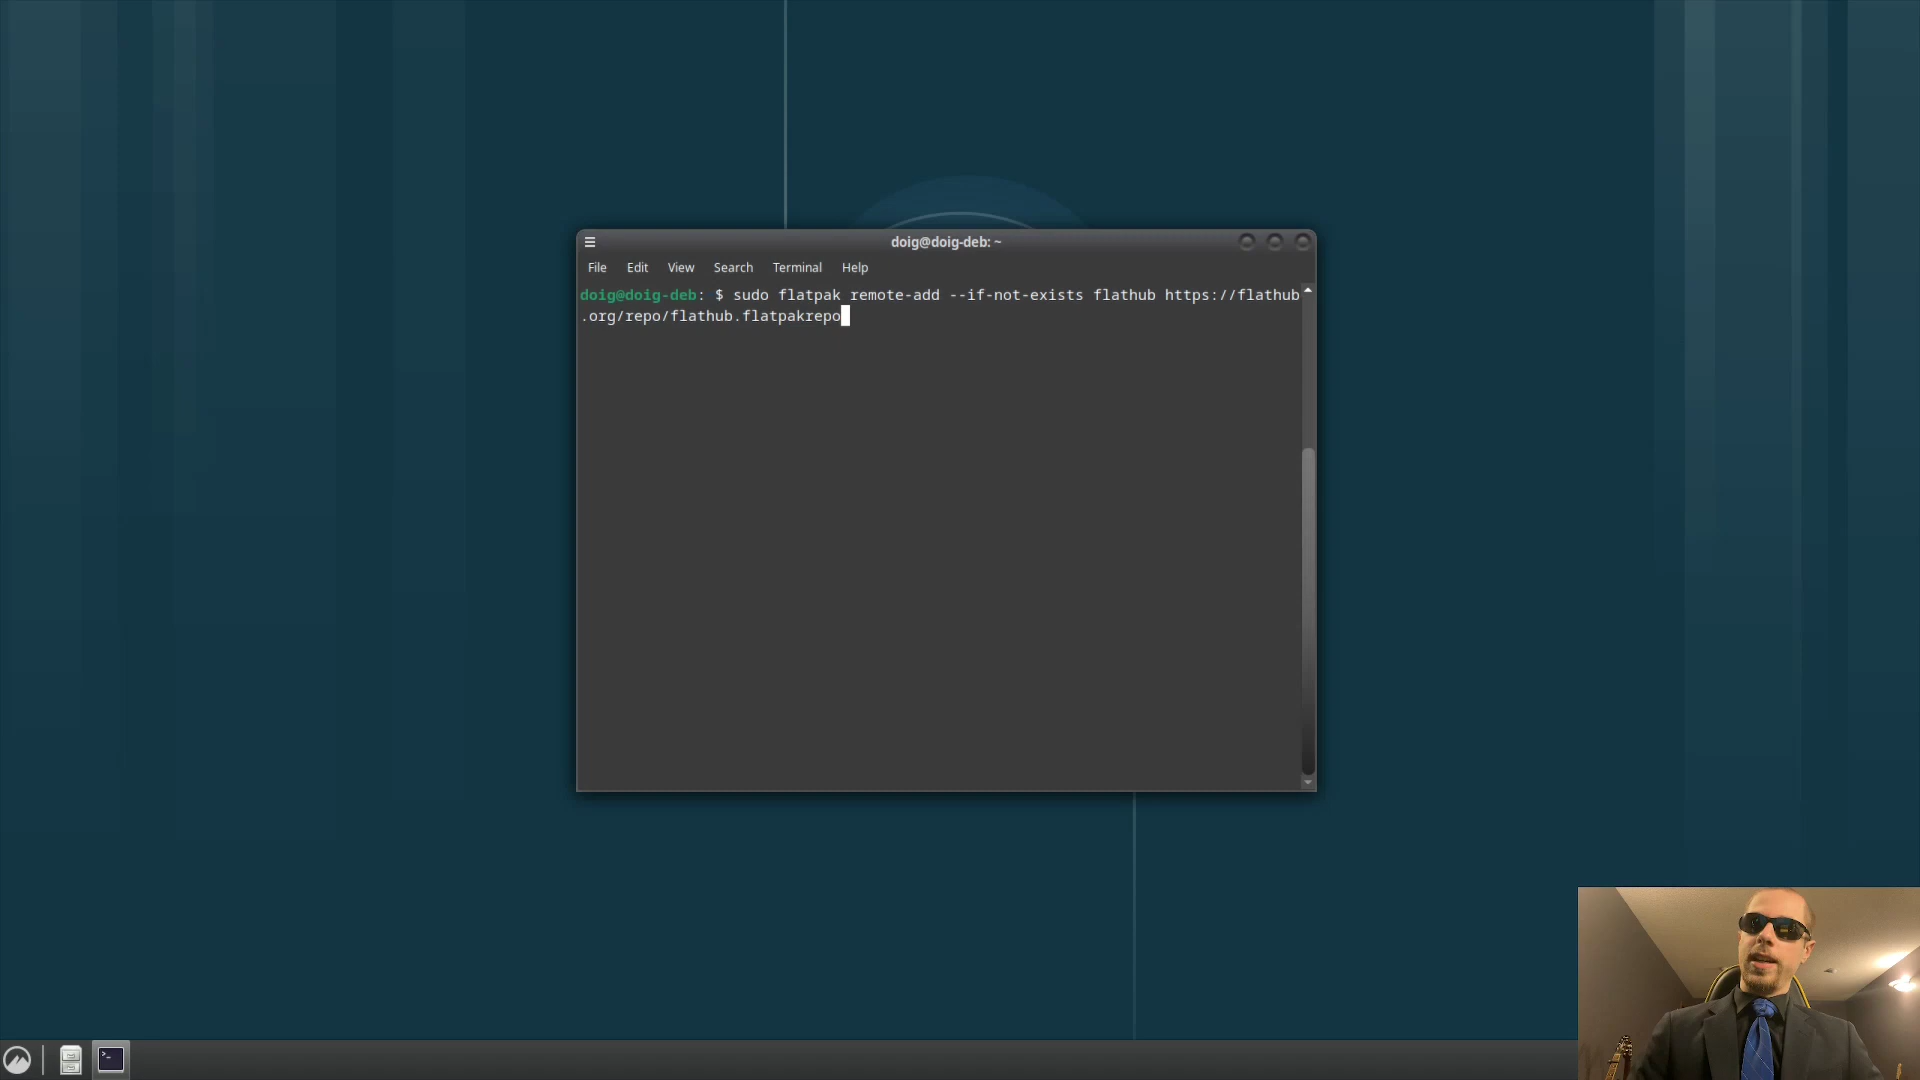 doig@doig-deb: ~
File Edit View Search Terminal Help
doig@doig-deb: $ sudo flatpak remote-add --if-not-exists flathub https://flathub
.org/repo/flathub.flatpakrepo